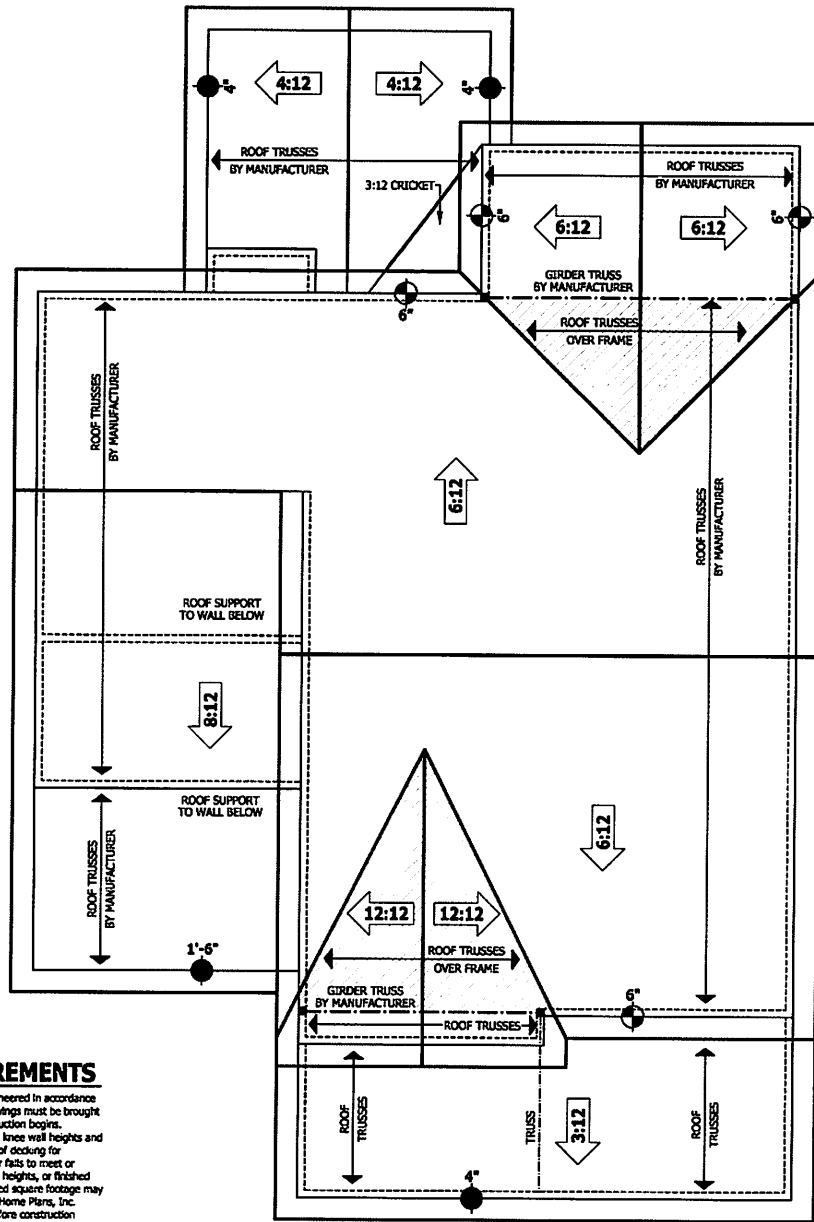 4"
4:12
4:12
4"
ROOF TRUSSES
BY MANUFACTURER
3:12 CRICKET
ROOF TRUSSES
BY MANUFACTURER
6"
6:12
6:12
6"
GIRDER TRUSS
BY MANUFACTURER
6"
ROOF TRUSSES
OVER FRAME
ROOF TRUSSES
BY MANUFACTURER
6:12
ROOF TRUSSES
BY MANUFACTURER
ROOF SUPPORT
TO WALL BELOW
8:12
ROOF SUPPORT
TO WALL BELOW
6:12
ROOF TRUSSES
BY MANUFACTURER
12:12
12:12
ROOF TRUSSES
OVER FRAME
1'-6"
GIRDER TRUSS
BY MANUFACTURER
6"
ROOF TRUSSES
ROOF
TRUSSES
TRUSS
3:12
ROOF
TRUSSES
4"
REMENTS
neered in accordance
wings must be brought
uction begins.
knee wall heights and
of decking for
r fails to meet or
heights, or finished
ed square footage may
Home Plans, Inc.
fore construction